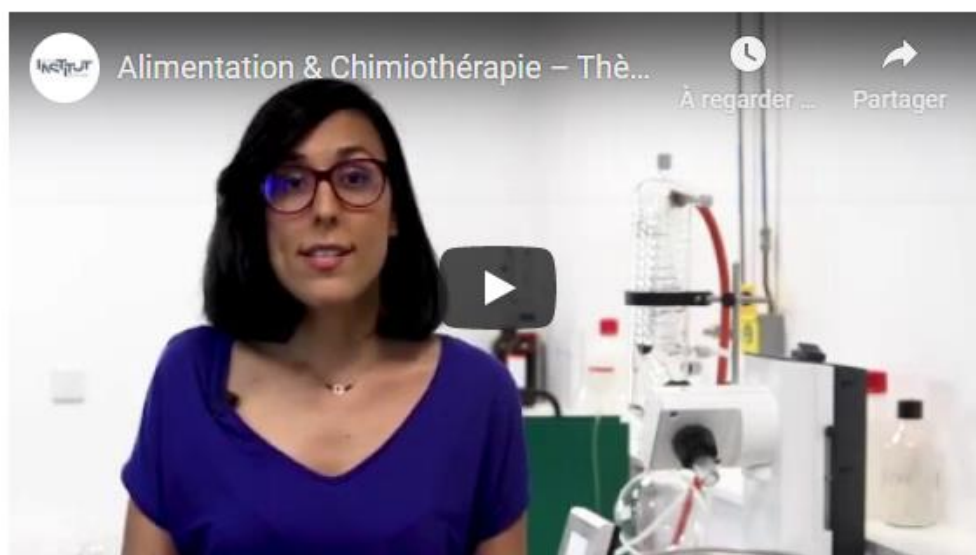 INSTITUT
Alimentation & Chimiothérapie – Thè...
À regarder ...
Partager